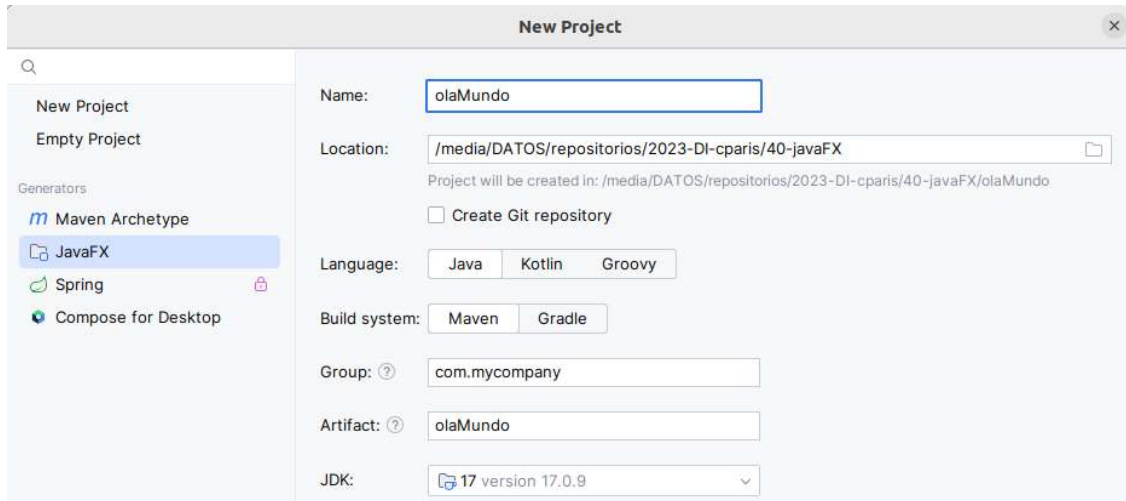 New Project
New Project
Empty Project
Generators
Maven Archetype
JavaFX
Spring
Compose for Desktop
Name: olaMundo
Location: /media/DATOS/repositorios/2023-DI-cparis/40-javaFX
Project will be created in: /media/DATOS/repositorios/2023-DI-cparis/40-javaFX/olaMundo
Create Git repository
Language: Java Kotlin Groovy
Build system: Maven Gradle
Group: ? com.mycompany
Artifact: ? olaMundo
JDK: 17 version 17.0.9